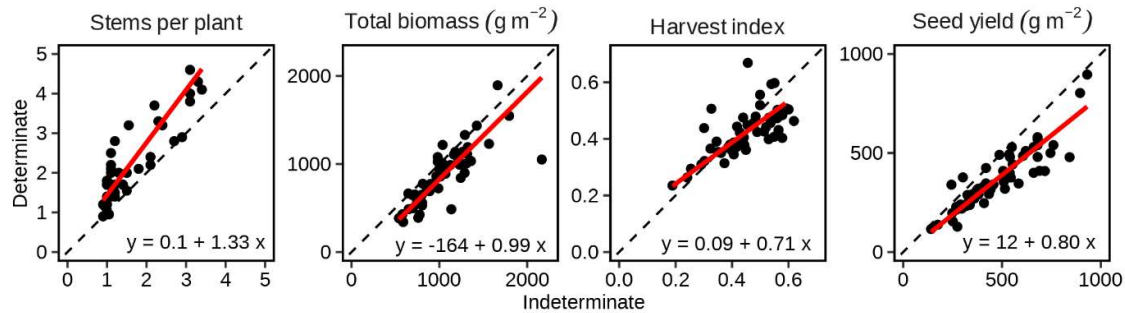 Stems per plant
Total biomass (g m⁻²)
Harvest index
Seed yield (g m⁻²)
Determinate
5
4
3
2
1
0
y = 0.1 + 1.33 x
0 1 2 3 4 5
2000
1000
0
y = -164 + 0.99 x
0 1000 2000
0.6
0.4
0.2
0.0
y = 0.09 + 0.71 x
0.0 0.2 0.4 0.6
1000
500
0
y = 12 + 0.80 x
0 500 1000
Indeterminate